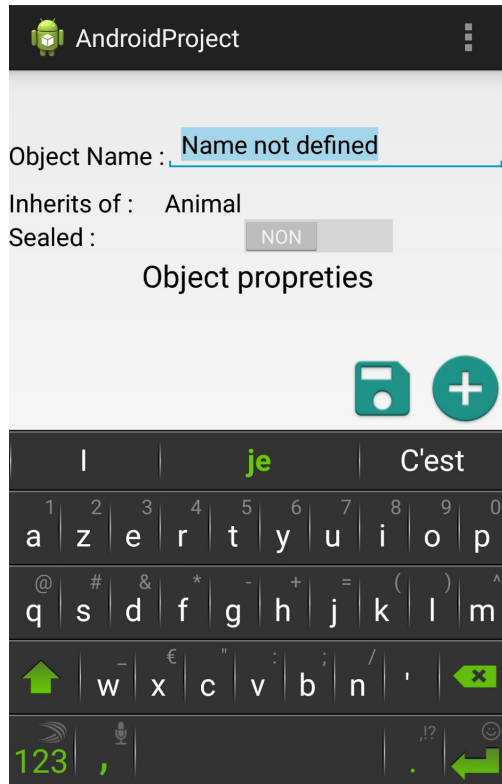 AndroidProject
Object Name : Name not defined
Inherits of : Animal
Sealed : NON
Object propreties
I je C'est
1 2 3 4 5 6 7 8 9 0
a z e r t y u i o p
@ # & * - + = ( ) ^
q s d f g h j k l m
_ € " : ; /
w x c v b n '
,!?
123 , .